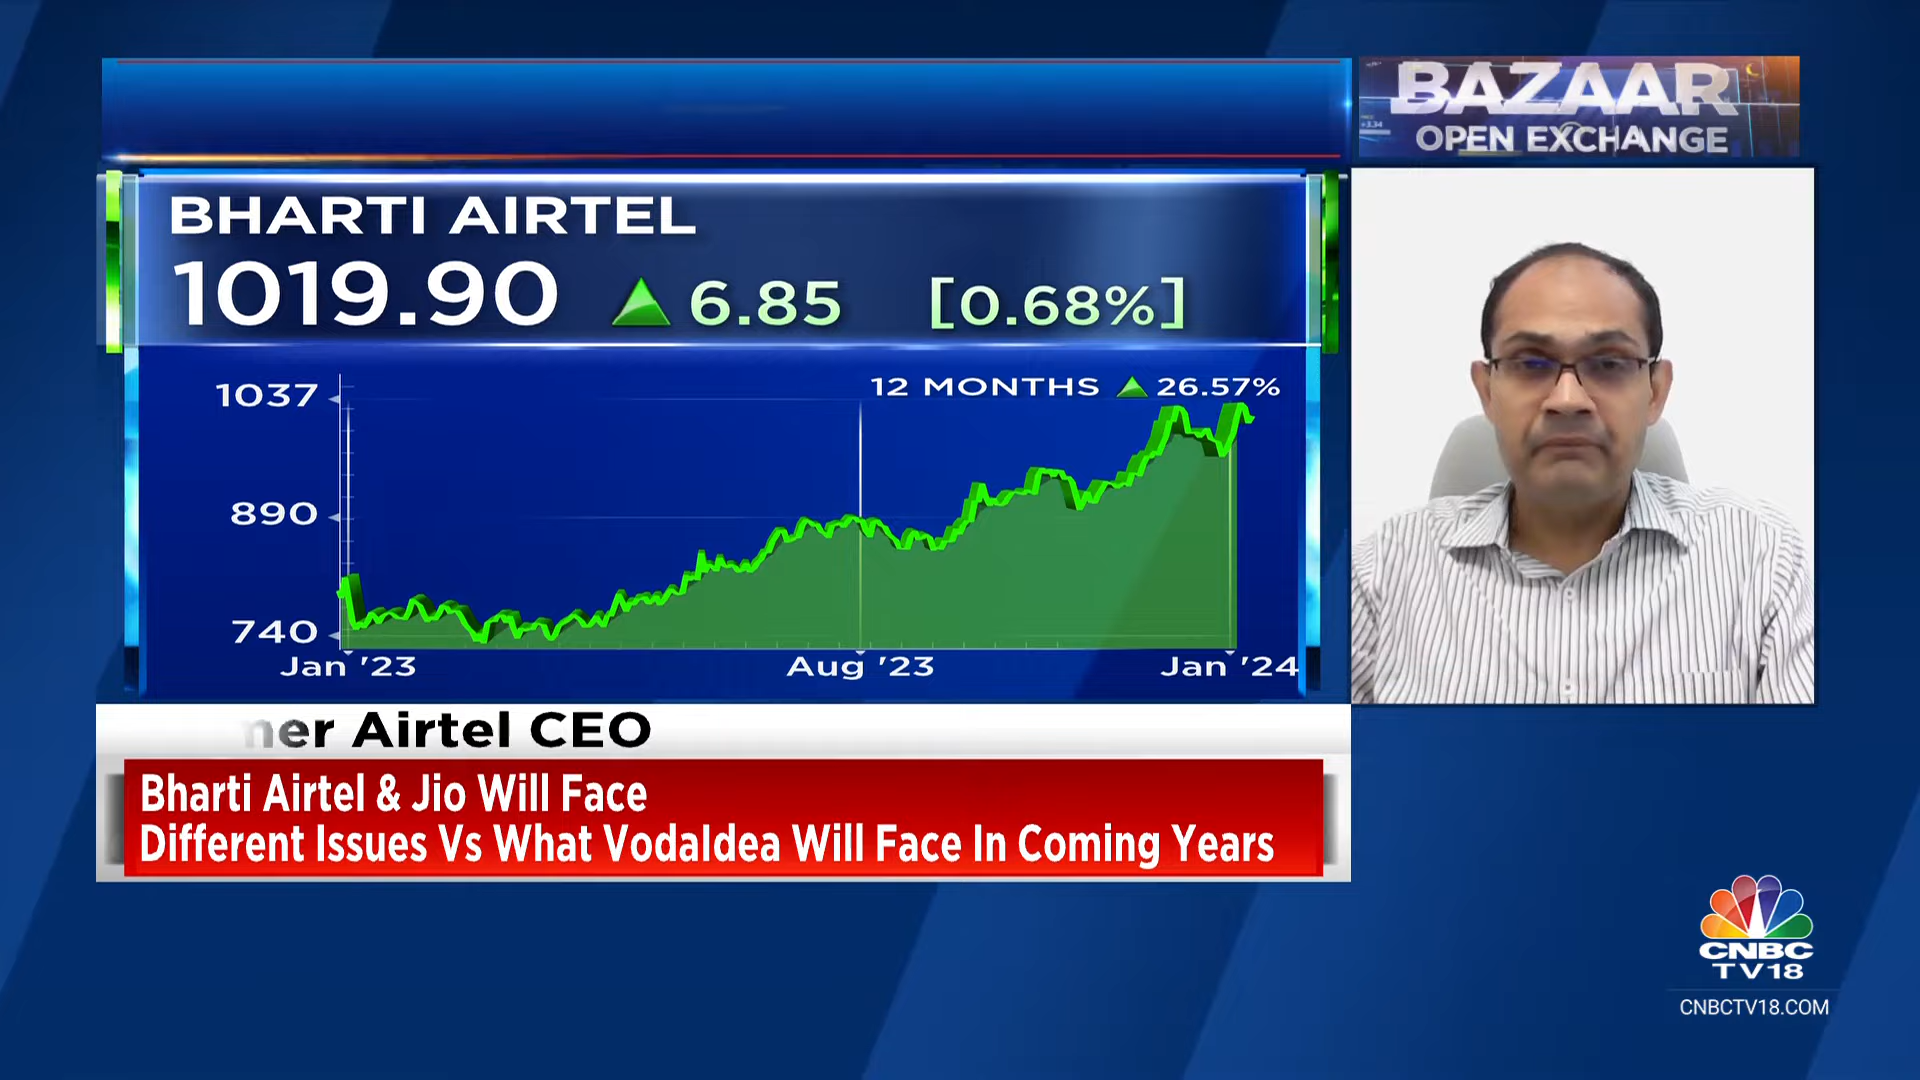 BAZAAR
OPEN EXCHANGE
BHARTI AIRTEL
1019.90 ▲ 6.85 [0.68%]
12 MONTHS ▲ 26.57%
1037
890
740
Jan '23 Aug '23 Jan '24
Airtel CEO
Bharti Airtel & Jio Will Face
Different Issues Vs What VodaIdea Will Face In Coming Years
CNBC
TV18
CNBCTV18.COM